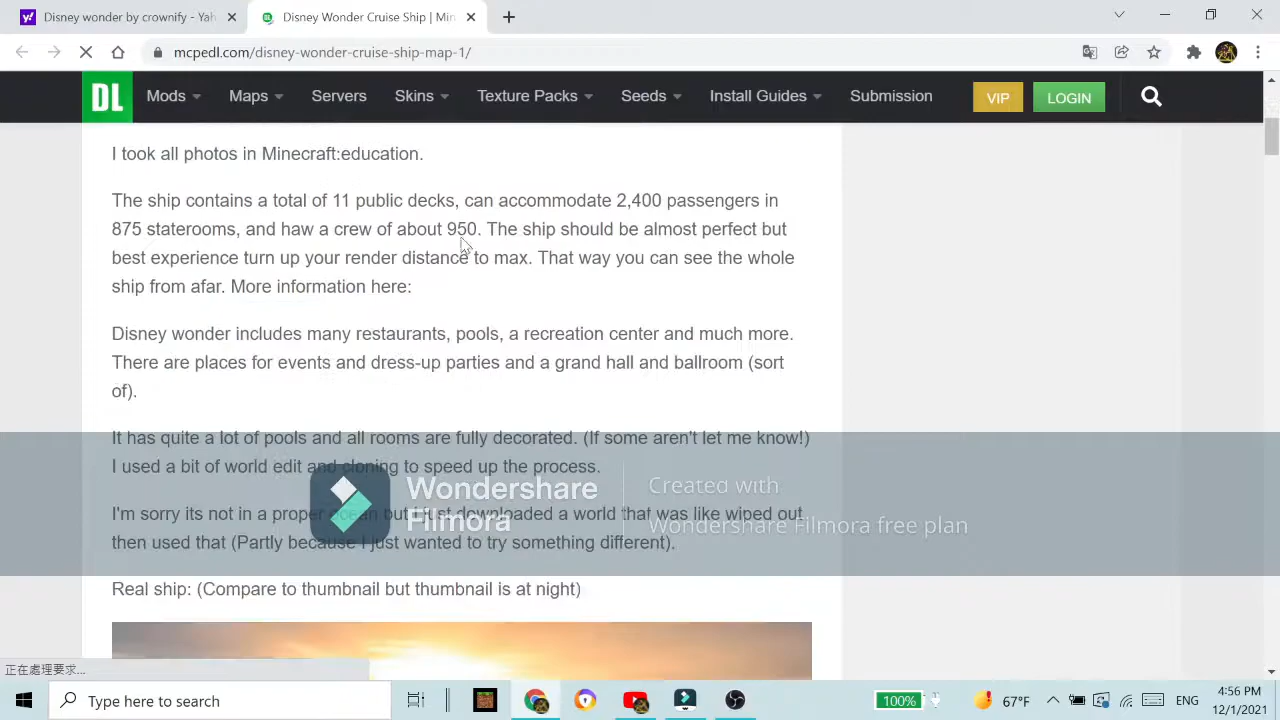 Disney wonder by crownify - Yah
Disney Wonder Cruise Ship | Min
mcpedl.com/disney-wonder-cruise-ship-map-1/
DL
Mods
Maps
Servers
Skins
Texture Packs
Seeds
Install Guides
Submission
VIP
LOGIN
I took all photos in Minecraft:education.
The ship contains a total of 11 public decks, can accommodate 2,400 passengers in
875 staterooms, and haw a crew of about 950. The ship should be almost perfect but
best experience turn up your render distance to max. That way you can see the whole
ship from afar. More information here:
Disney wonder includes many restaurants, pools, a recreation center and much more.
There are places for events and dress-up parties and a grand hall and ballroom (sort
of).
It has quite a lot of pools and all rooms are fully decorated. (If some aren't let me know!)
I used a bit of world edit and cloning to speed up the process.
Wondershare
Filmora
Created with
Wondershare Filmora free plan
I'm sorry its not in a proper ocean but I just downloaded a world that was like wiped out
then used that (Partly because I just wanted to try something different).
Real ship: (Compare to thumbnail but thumbnail is at night)
正在處理要求...
Type here to search
100%
67°F
ENG
4:56 PM
12/1/2021